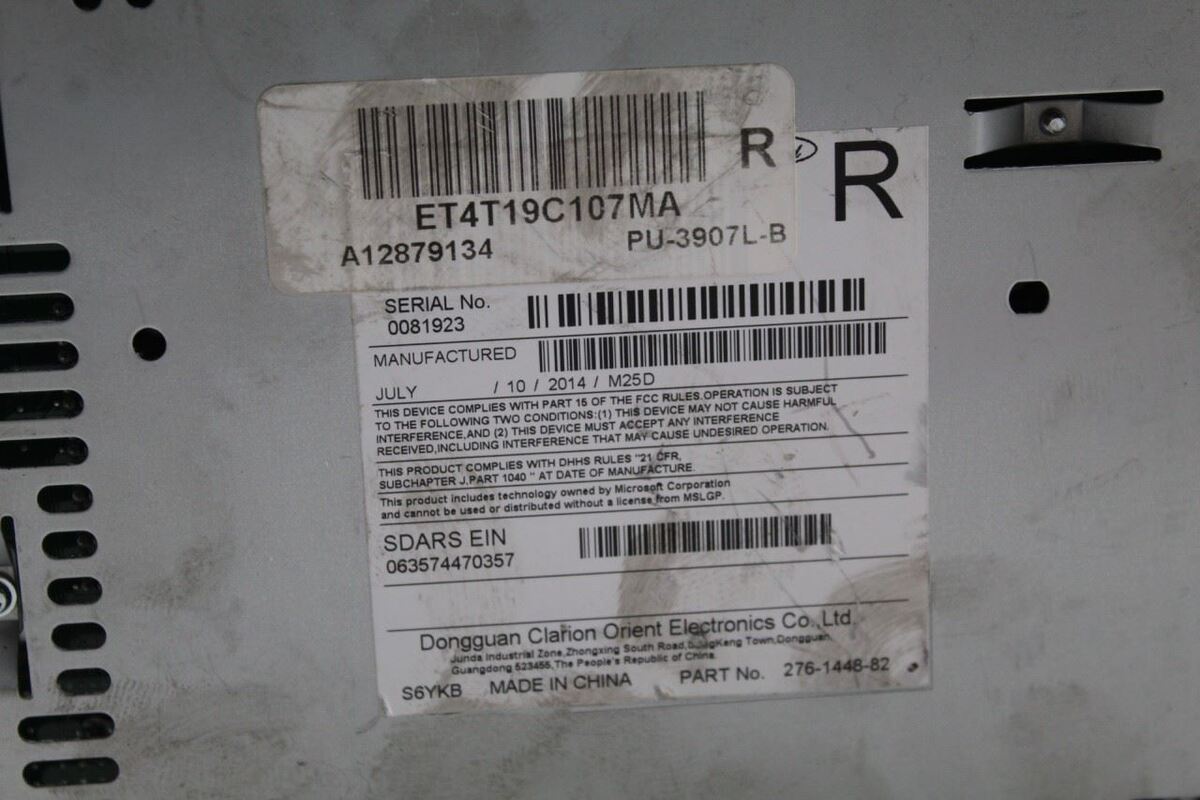 R
ET4T19C107MA
A12879134 PU-3907L-B
R
SERIAL No.
0081923
MANUFACTURED
JULY / 10 / 2014 / M25D
THIS DEVICE COMPLIES WITH PART 15 OF THE FCC RULES.OPERATION IS SUBJECT
TO THE FOLLOWING TWO CONDITIONS:(1) THIS DEVICE MAY NOT CAUSE HARMFUL
INTERFERENCE,AND (2) THIS DEVICE MUST ACCEPT ANY INTERFERENCE
RECEIVED,INCLUDING INTERFERENCE THAT MAY CAUSE UNDESIRED OPERATION.
THIS PRODUCT COMPLIES WITH DHHS RULES "21 CFR,
SUBCHAPTER J,PART 1040 " AT DATE OF MANUFACTURE.
This product includes technology owned by Microsoft Corporation
and cannot be used or distributed without a license from MSLGP.
SDARS EIN
063574470357
Dongguan Clarion Orient Electronics Co.,Ltd.
Junda Industrial Zone,Zhongxing South Road, Town,Dongguan,
Guangdong 523455,The People's Republic of China
S6YKB MADE IN CHINA PART No. 276-1448-82